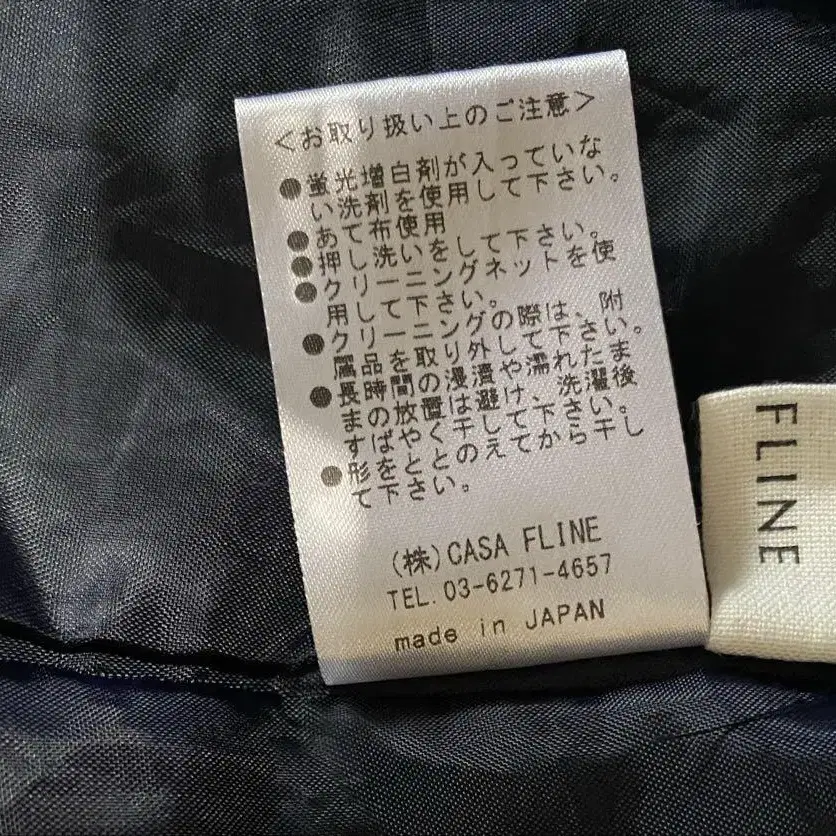 ＜お取り扱い上のご注意＞
●蛍光増白剤が入っていな
い洗剤を使用して下さい。
●あて布使用
●押し洗いをして下さい。
●クリーニングネットを使
用して下さい。
●クリーニングの際は、附
属品を取り外して下さい。
●長時間の浸漬や濡れたま
まの放置は避け、洗濯後
すばやく干して下さい。
●形をととのえてから干し
て下さい。
(株)CASA FLINE
TEL. 03-6271-4657
made in JAPAN
FLINE